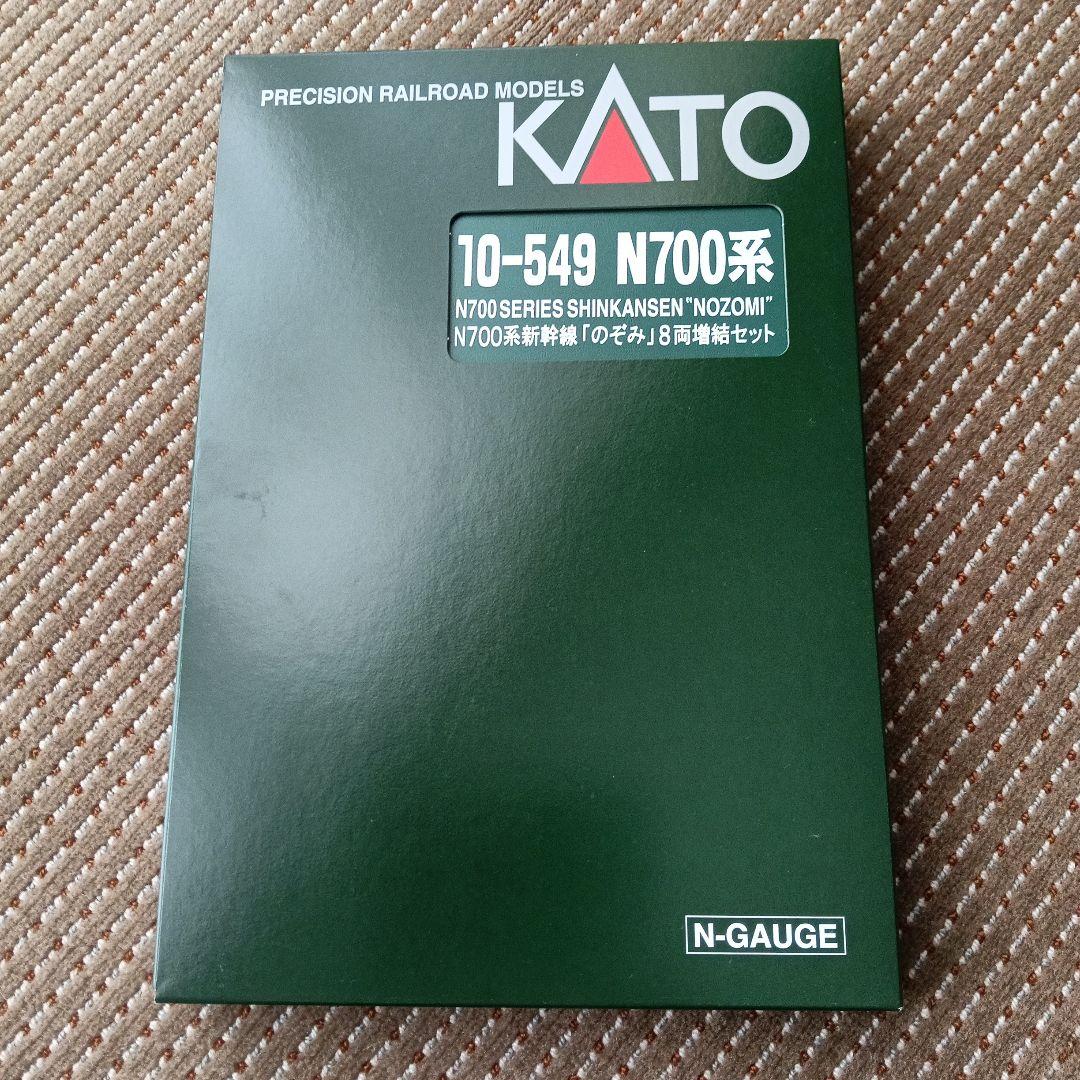 PRECISION RAILROAD MODELS
KATO
10-549 N700系
N700 SERIES SHINKANSEN "NOZOMI"
N700系新幹線「のぞみ」8両増結セット
N-GAUGE